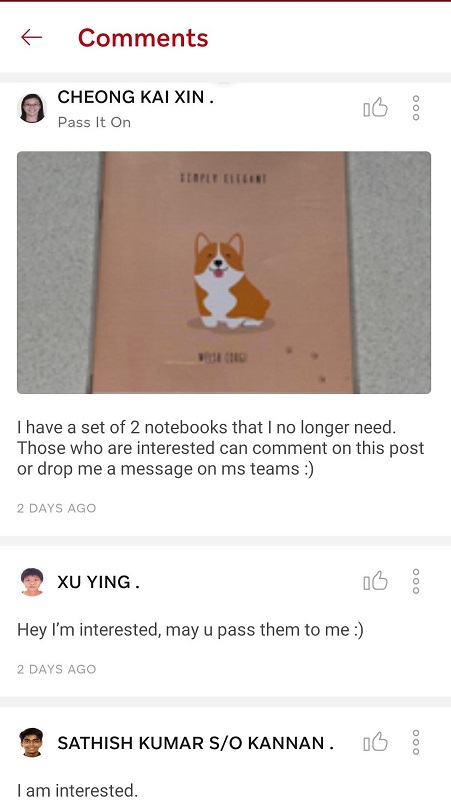 Comments
CHEONG KAI XIN .
Pass It On
SIMPLY ELEGANT
WELSH CORGI
I have a set of 2 notebooks that I no longer need.
Those who are interested can comment on this post
or drop me a message on ms teams :)
2 DAYS AGO
XU YING .
Hey I'm interested, may u pass them to me :)
2 DAYS AGO
SATHISH KUMAR S/O KANNAN .
I am interested.